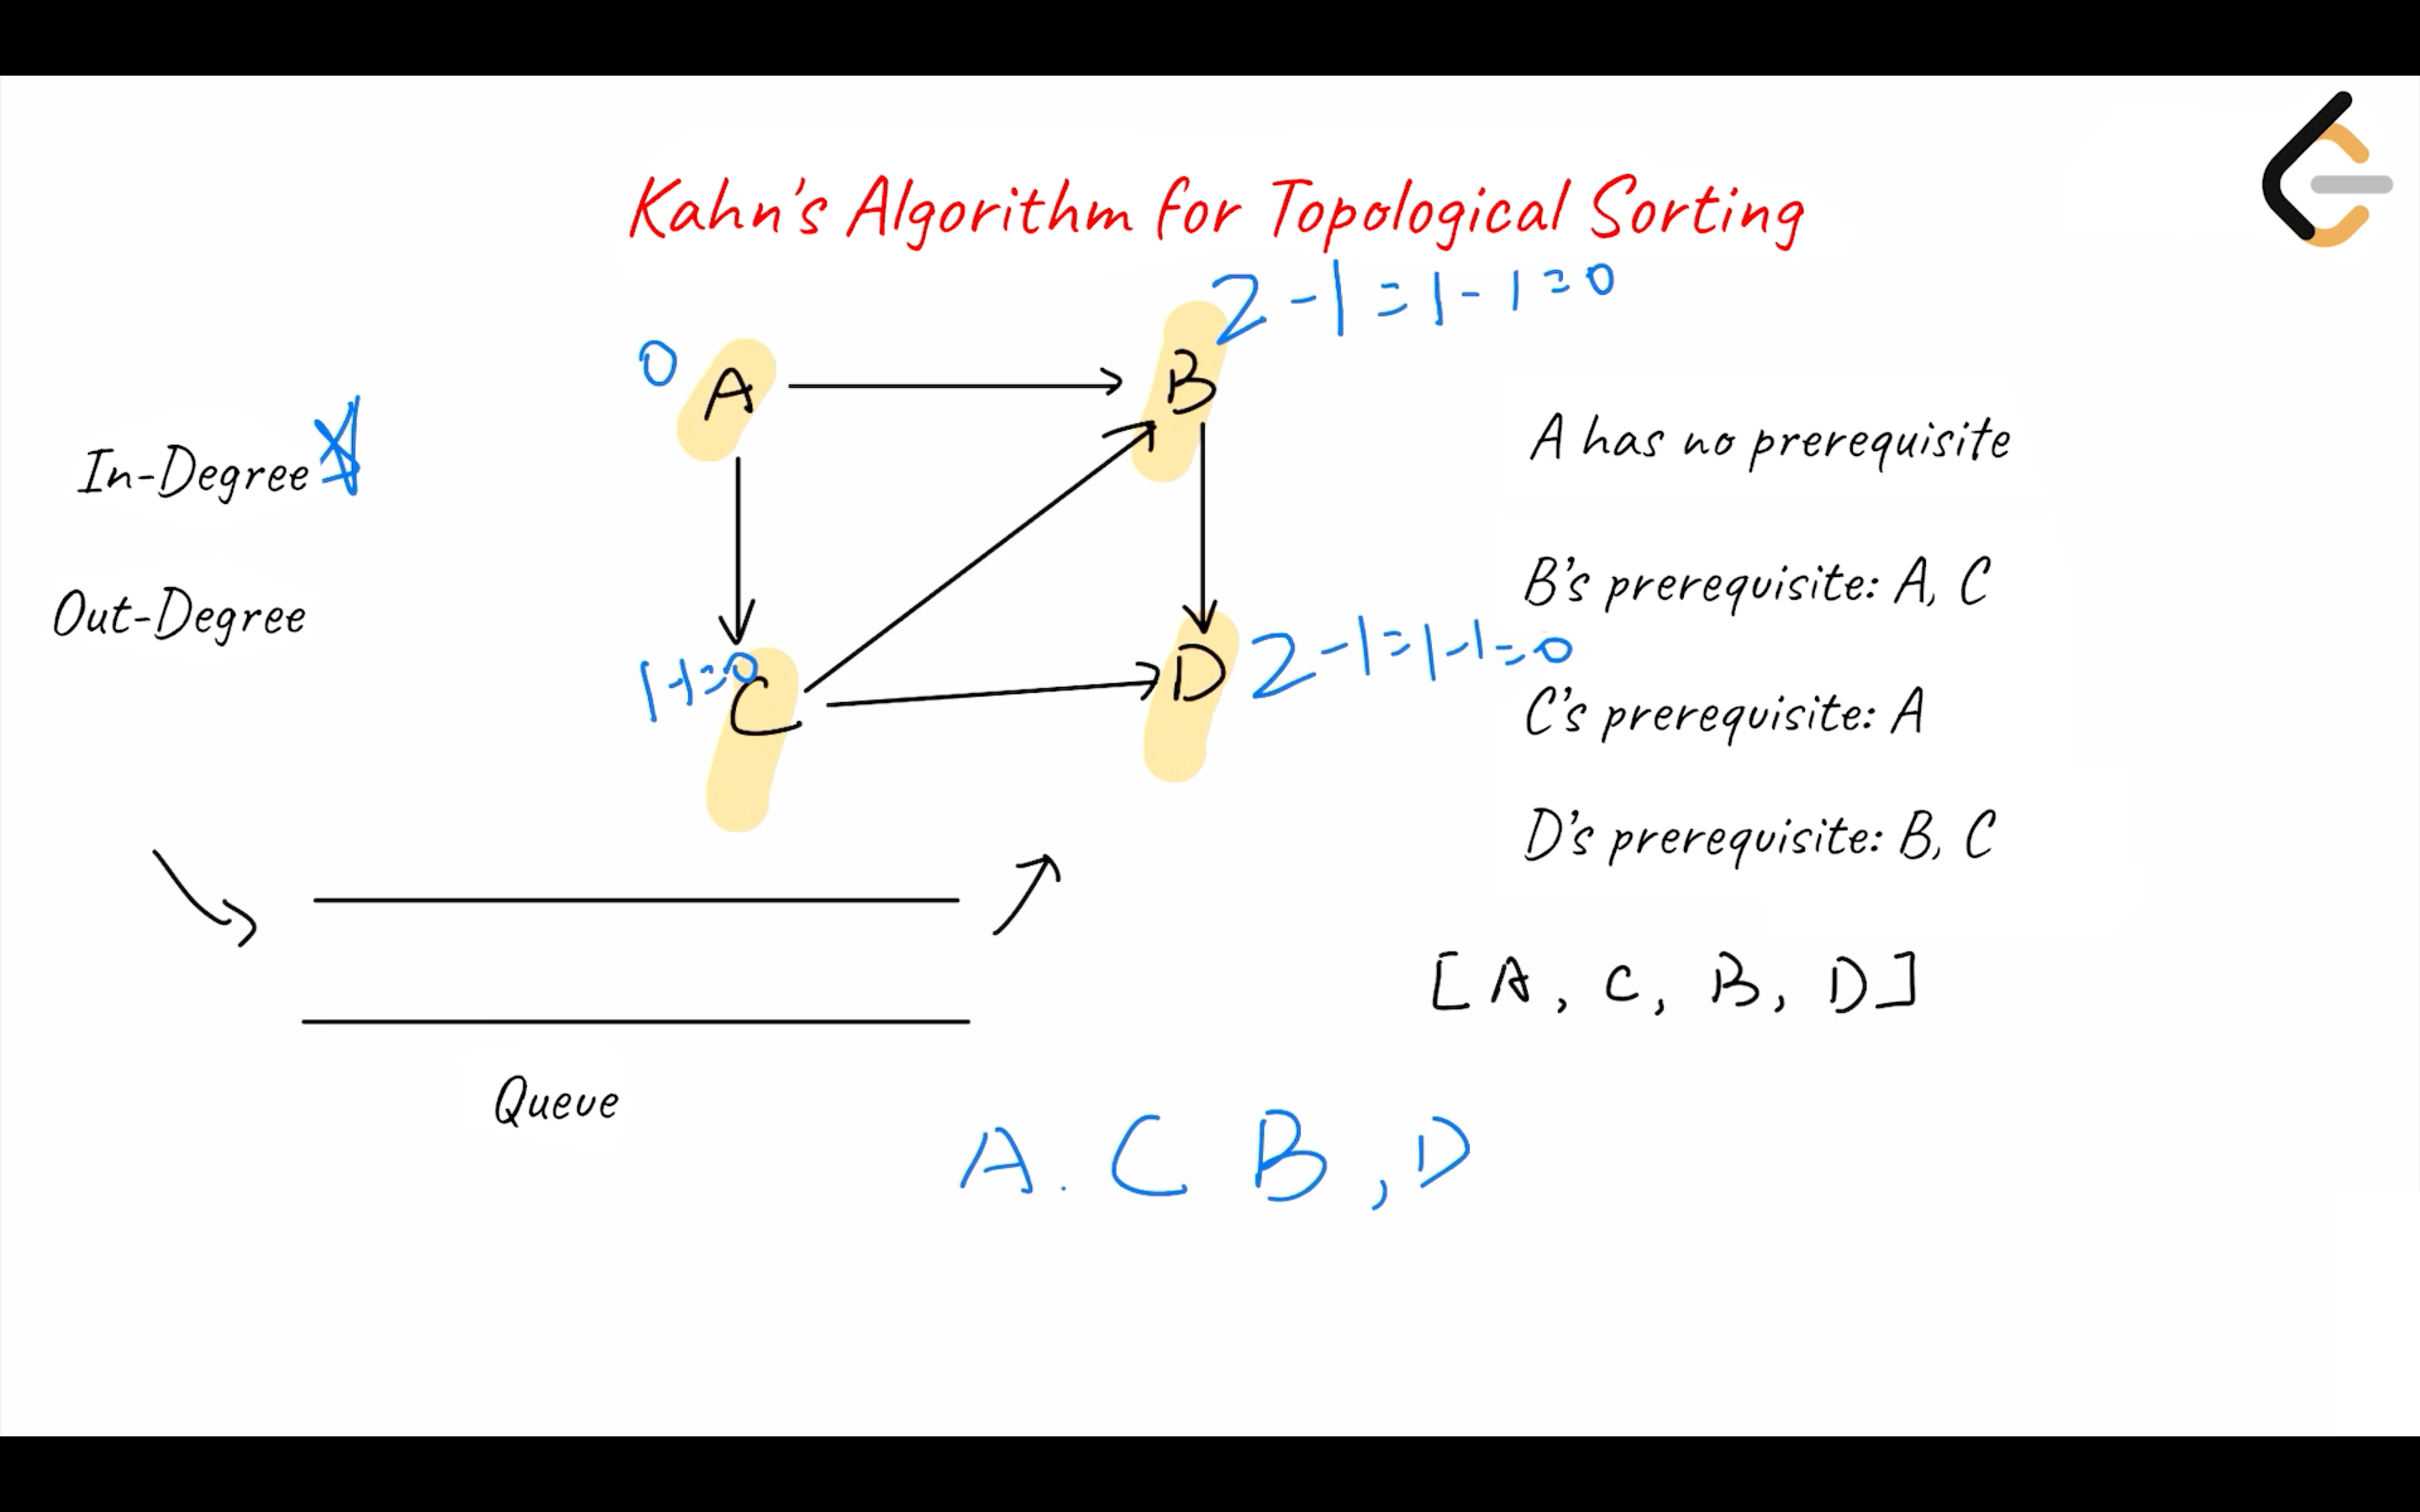 Kahn's Algorithm for Topological Sorting
2 - 1 = 1 - 1 = 0
0
A
B
In-Degree
A has no prerequisite
Out-Degree
B's prerequisite: A, C
1-1=0
C
D
2-1=1-1=0
C's prerequisite: A
D's prerequisite: B, C
[A, C, B, D]
Queue
A. C B, D